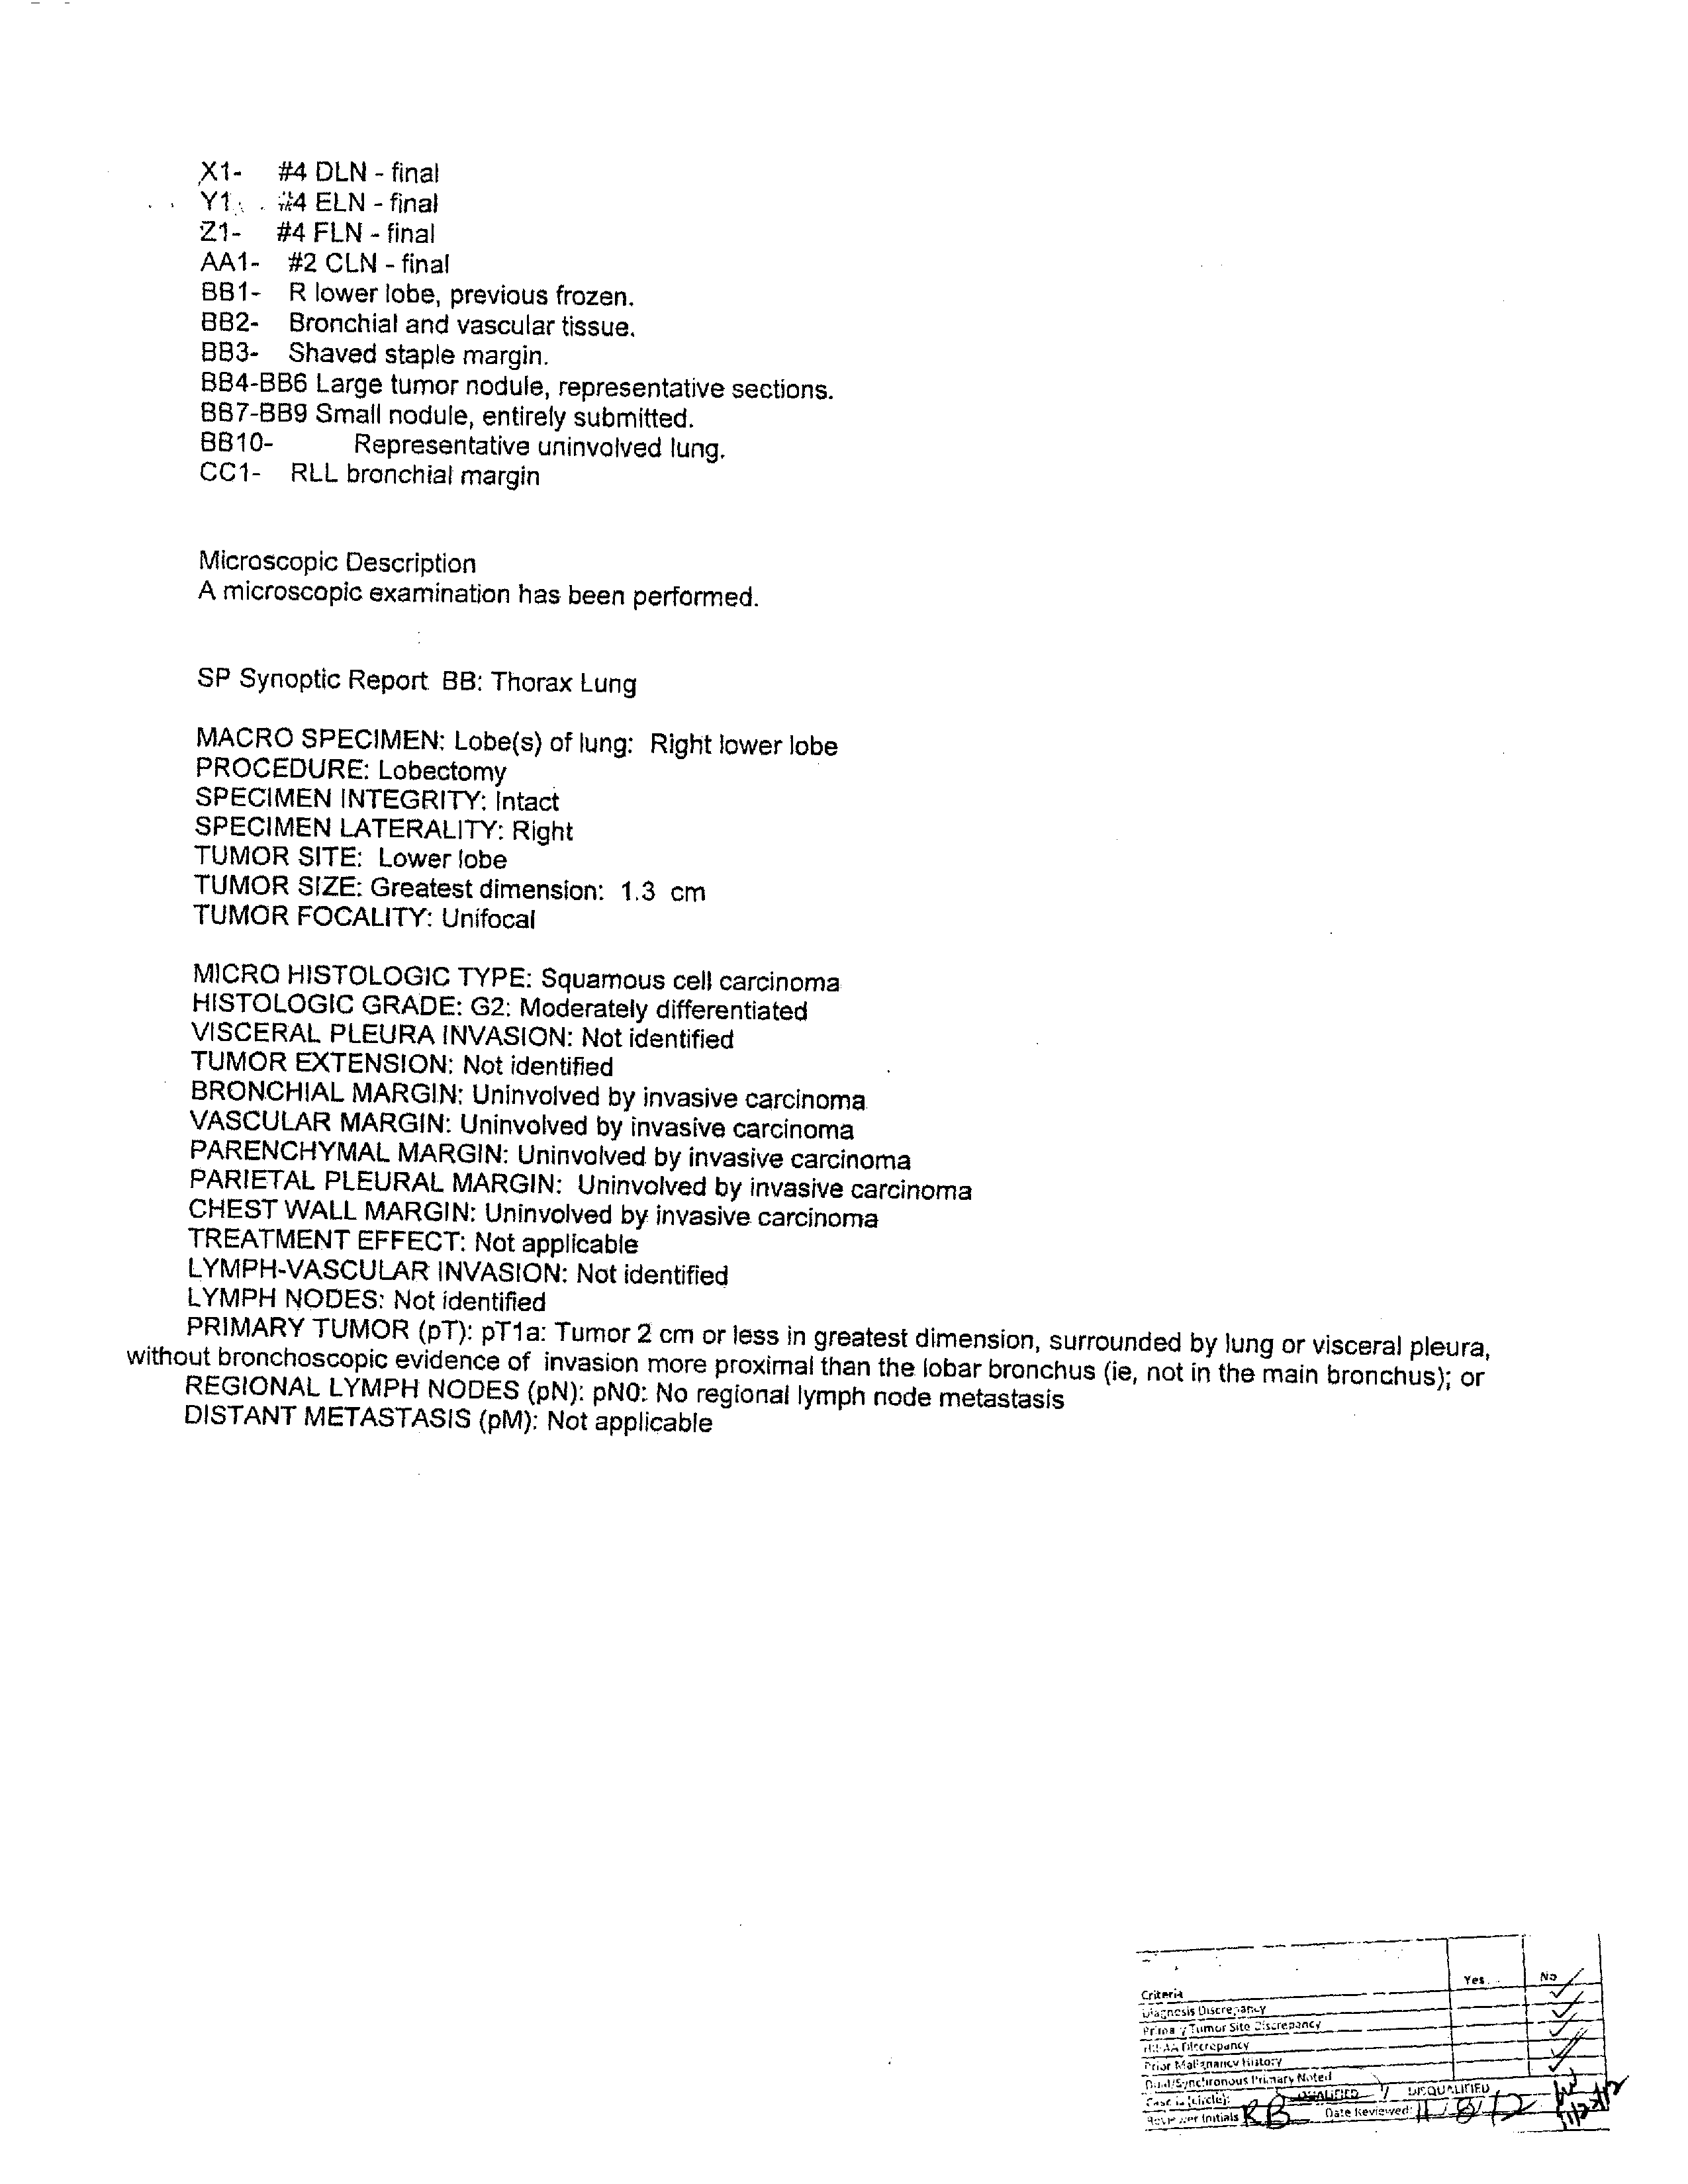 X1- #4 DLN - final
Y1- #4 ELN - final
Z1- #4 FLN - final
AA1- #2 CLN - final
BB1- R lower lobe, previous frozen.
BB2- Bronchial and vascular tissue.
BB3- Shaved staple margin.
BB4-BB6 Large tumor nodule, representative sections.
BB7-BB9 Small nodule, entirely submitted.
BB10- Representative uninvolved lung.
CC1- RLL bronchial margin
Microscopic Description
A microscopic examination has been performed.
SP Synoptic Report BB: Thorax Lung
MACRO SPECIMEN: Lobe(s) of lung: Right lower lobe
PROCEDURE: Lobectomy
SPECIMEN INTEGRITY: Intact
SPECIMEN LATERALITY: Right
TUMOR SITE: Lower lobe
TUMOR SIZE: Greatest dimension: 1.3 cm
TUMOR FOCALITY: Unifocal
MICRO HISTOLOGIC TYPE: Squamous cell carcinoma
HISTOLOGIC GRADE: G2: Moderately differentiated
VISCERAL PLEURA INVASION: Not identified
TUMOR EXTENSION: Not identified
BRONCHIAL MARGIN: Uninvolved by invasive carcinoma
VASCULAR MARGIN: Uninvolved by invasive carcinoma
PARENCHYMAL MARGIN: Uninvolved by invasive carcinoma
PARIETAL PLEURAL MARGIN: Uninvolved by invasive carcinoma
CHEST WALL MARGIN: Uninvolved by invasive carcinoma
TREATMENT EFFECT: Not applicable
LYMPH-VASCULAR INVASION: Not identified
LYMPH NODES: Not identified
PRIMARY TUMOR (pT): pT1a: Tumor 2 cm or less in greatest dimension, surrounded by lung or visceral pleura,
without bronchoscopic evidence of invasion more proximal than the lobar bronchus (ie, not in the main bronchus); or
REGIONAL LYMPH NODES (pN): pN0: No regional lymph node metastasis
DISTANT METASTASIS (pM): Not applicable
Criteria Yes No
Diagnosis Discrepancy
Primary Tumor Site Discrepancy
HIPAA Discrepancy
Prior Malignancy History
Dual/Synchronous Primary Noted
Case is (circle): QUALIFIED / DISQUALIFIED
Reviewer Initials RB Date Reviewed: 11/8/12